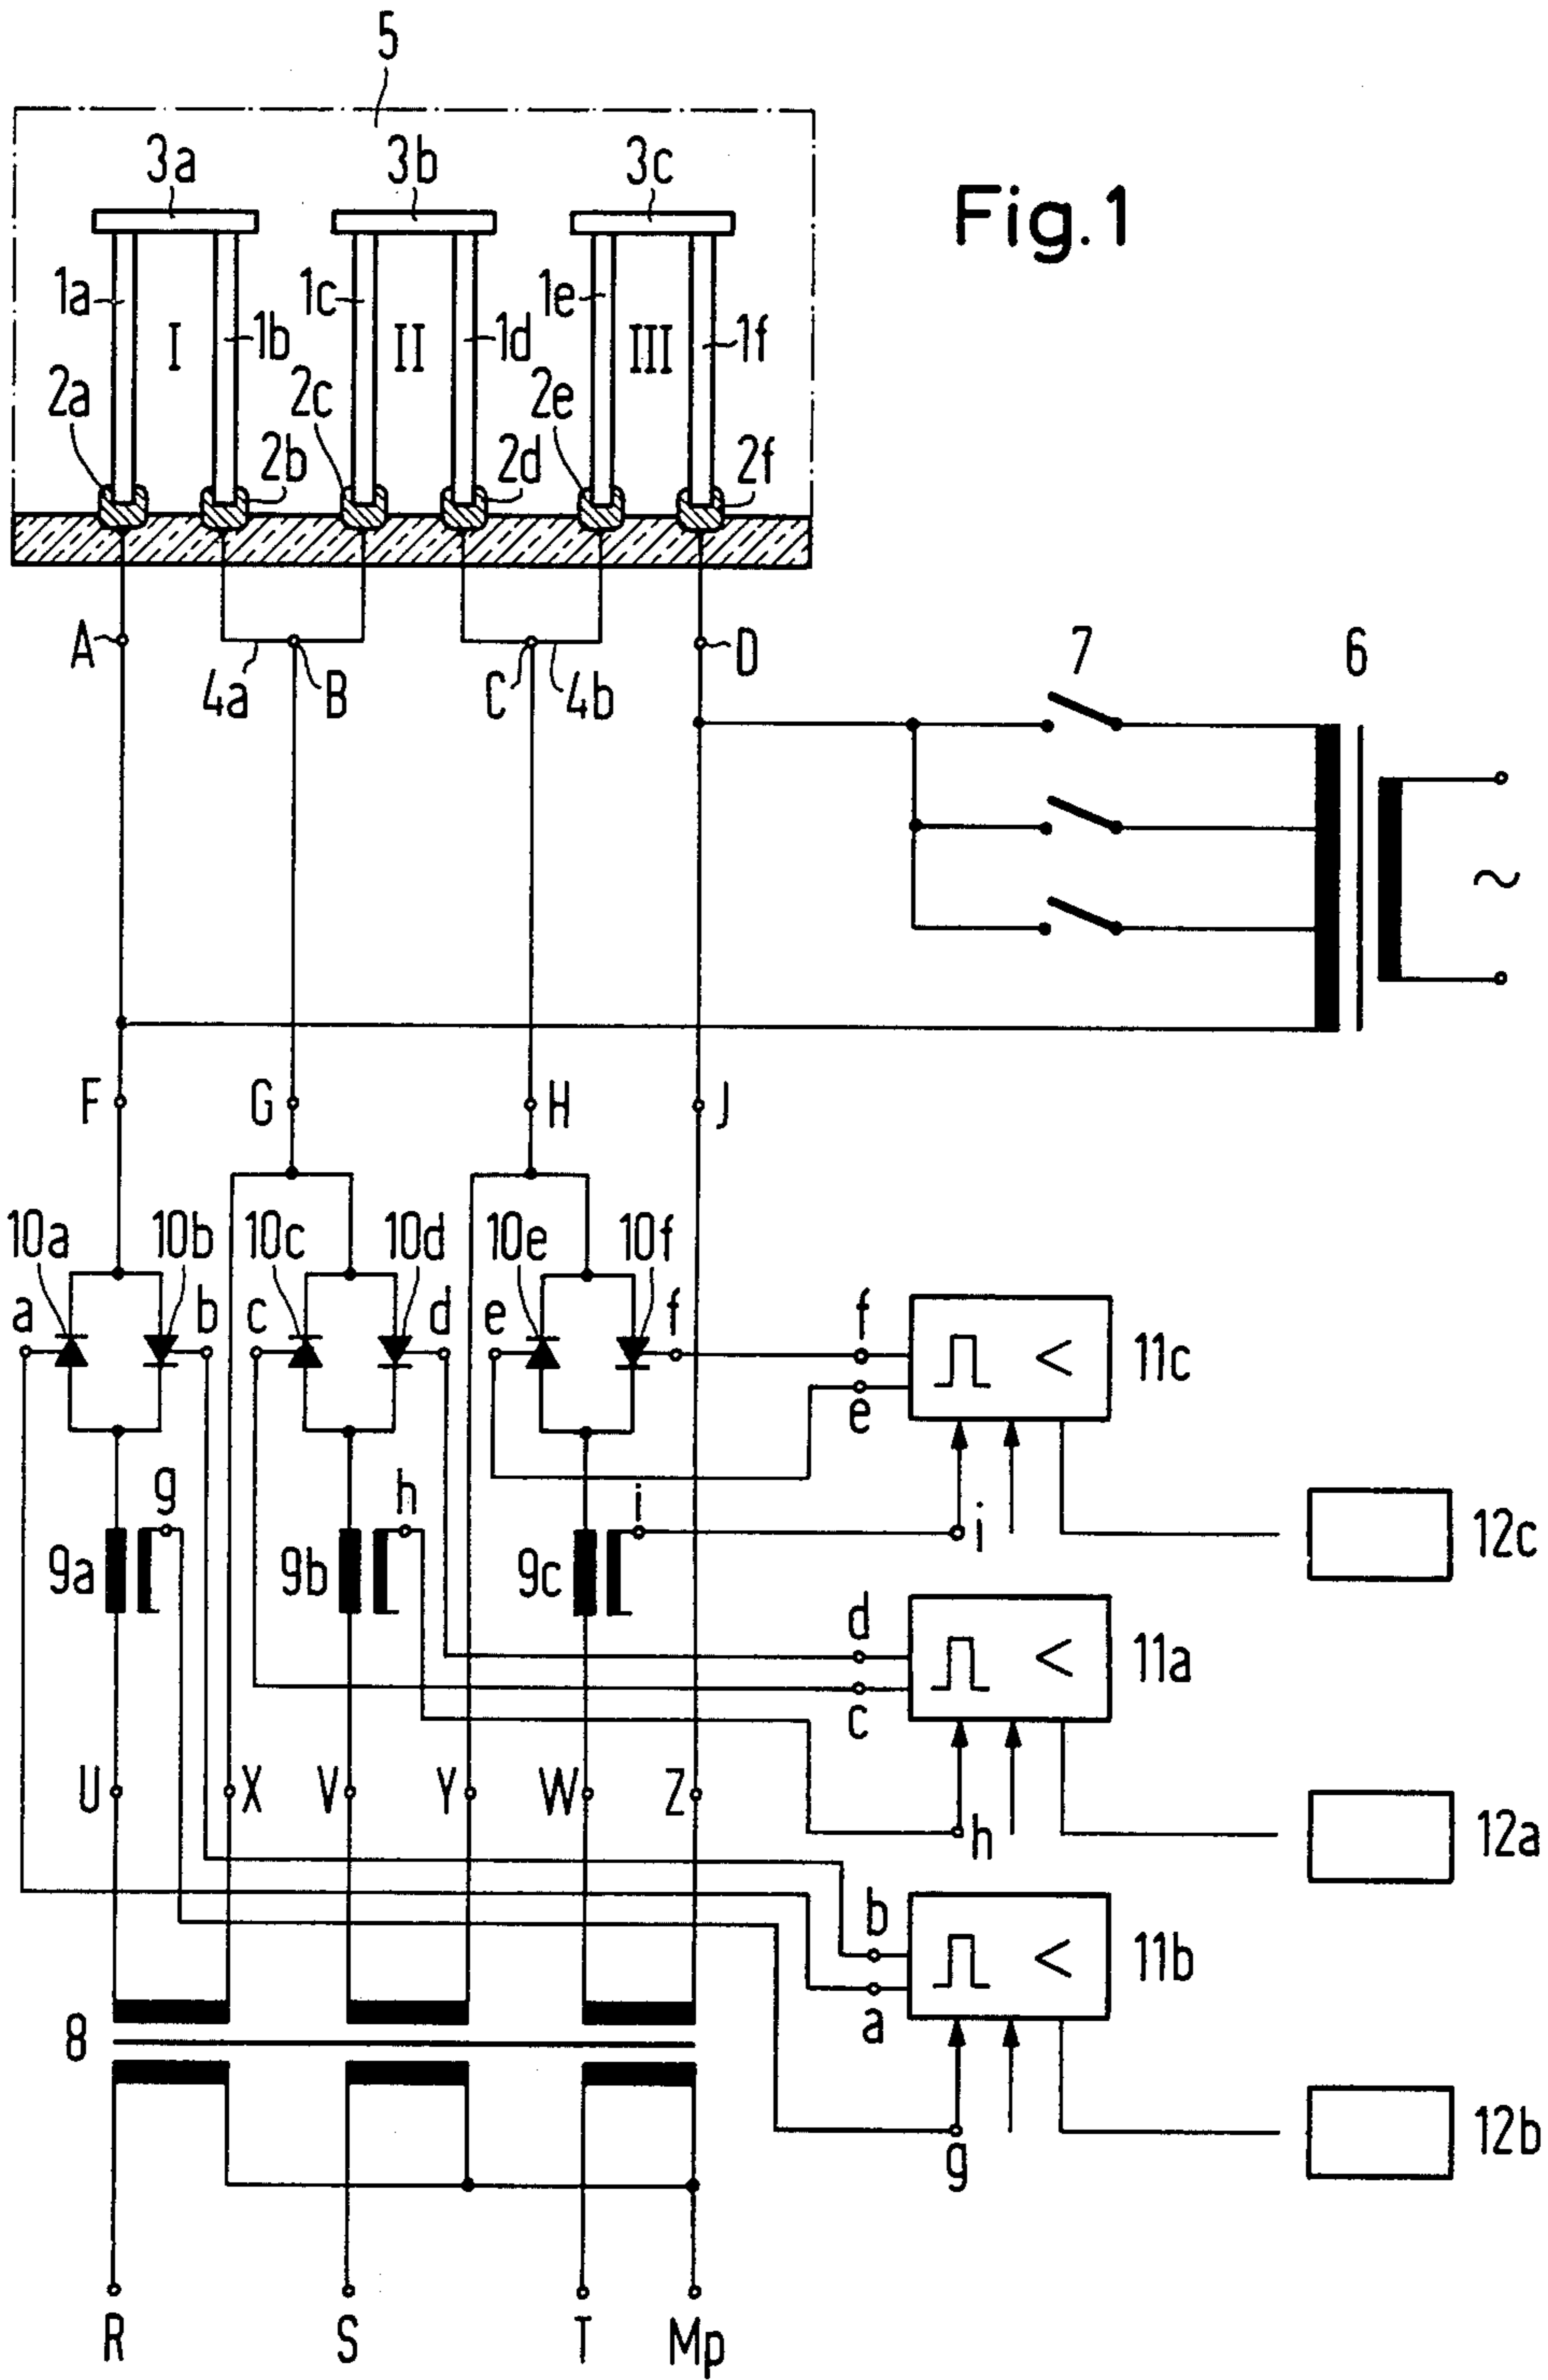 5
3a 3b 3c
Fig.1
1a 1c 1e
I 1b II 1d III 1f
2a 2c 2e
2b 2d 2f
A D 7 6
4a B C 4b
~
F G H J
10a 10b 10c 10d 10e 10f
a b c d e f f
< 11c
e
g h i
i 12c
9a 9b 9c
d
< 11a
c
U X V Y W Z
h 12a
b
< 11b
a
8
g 12b
R S T Mp